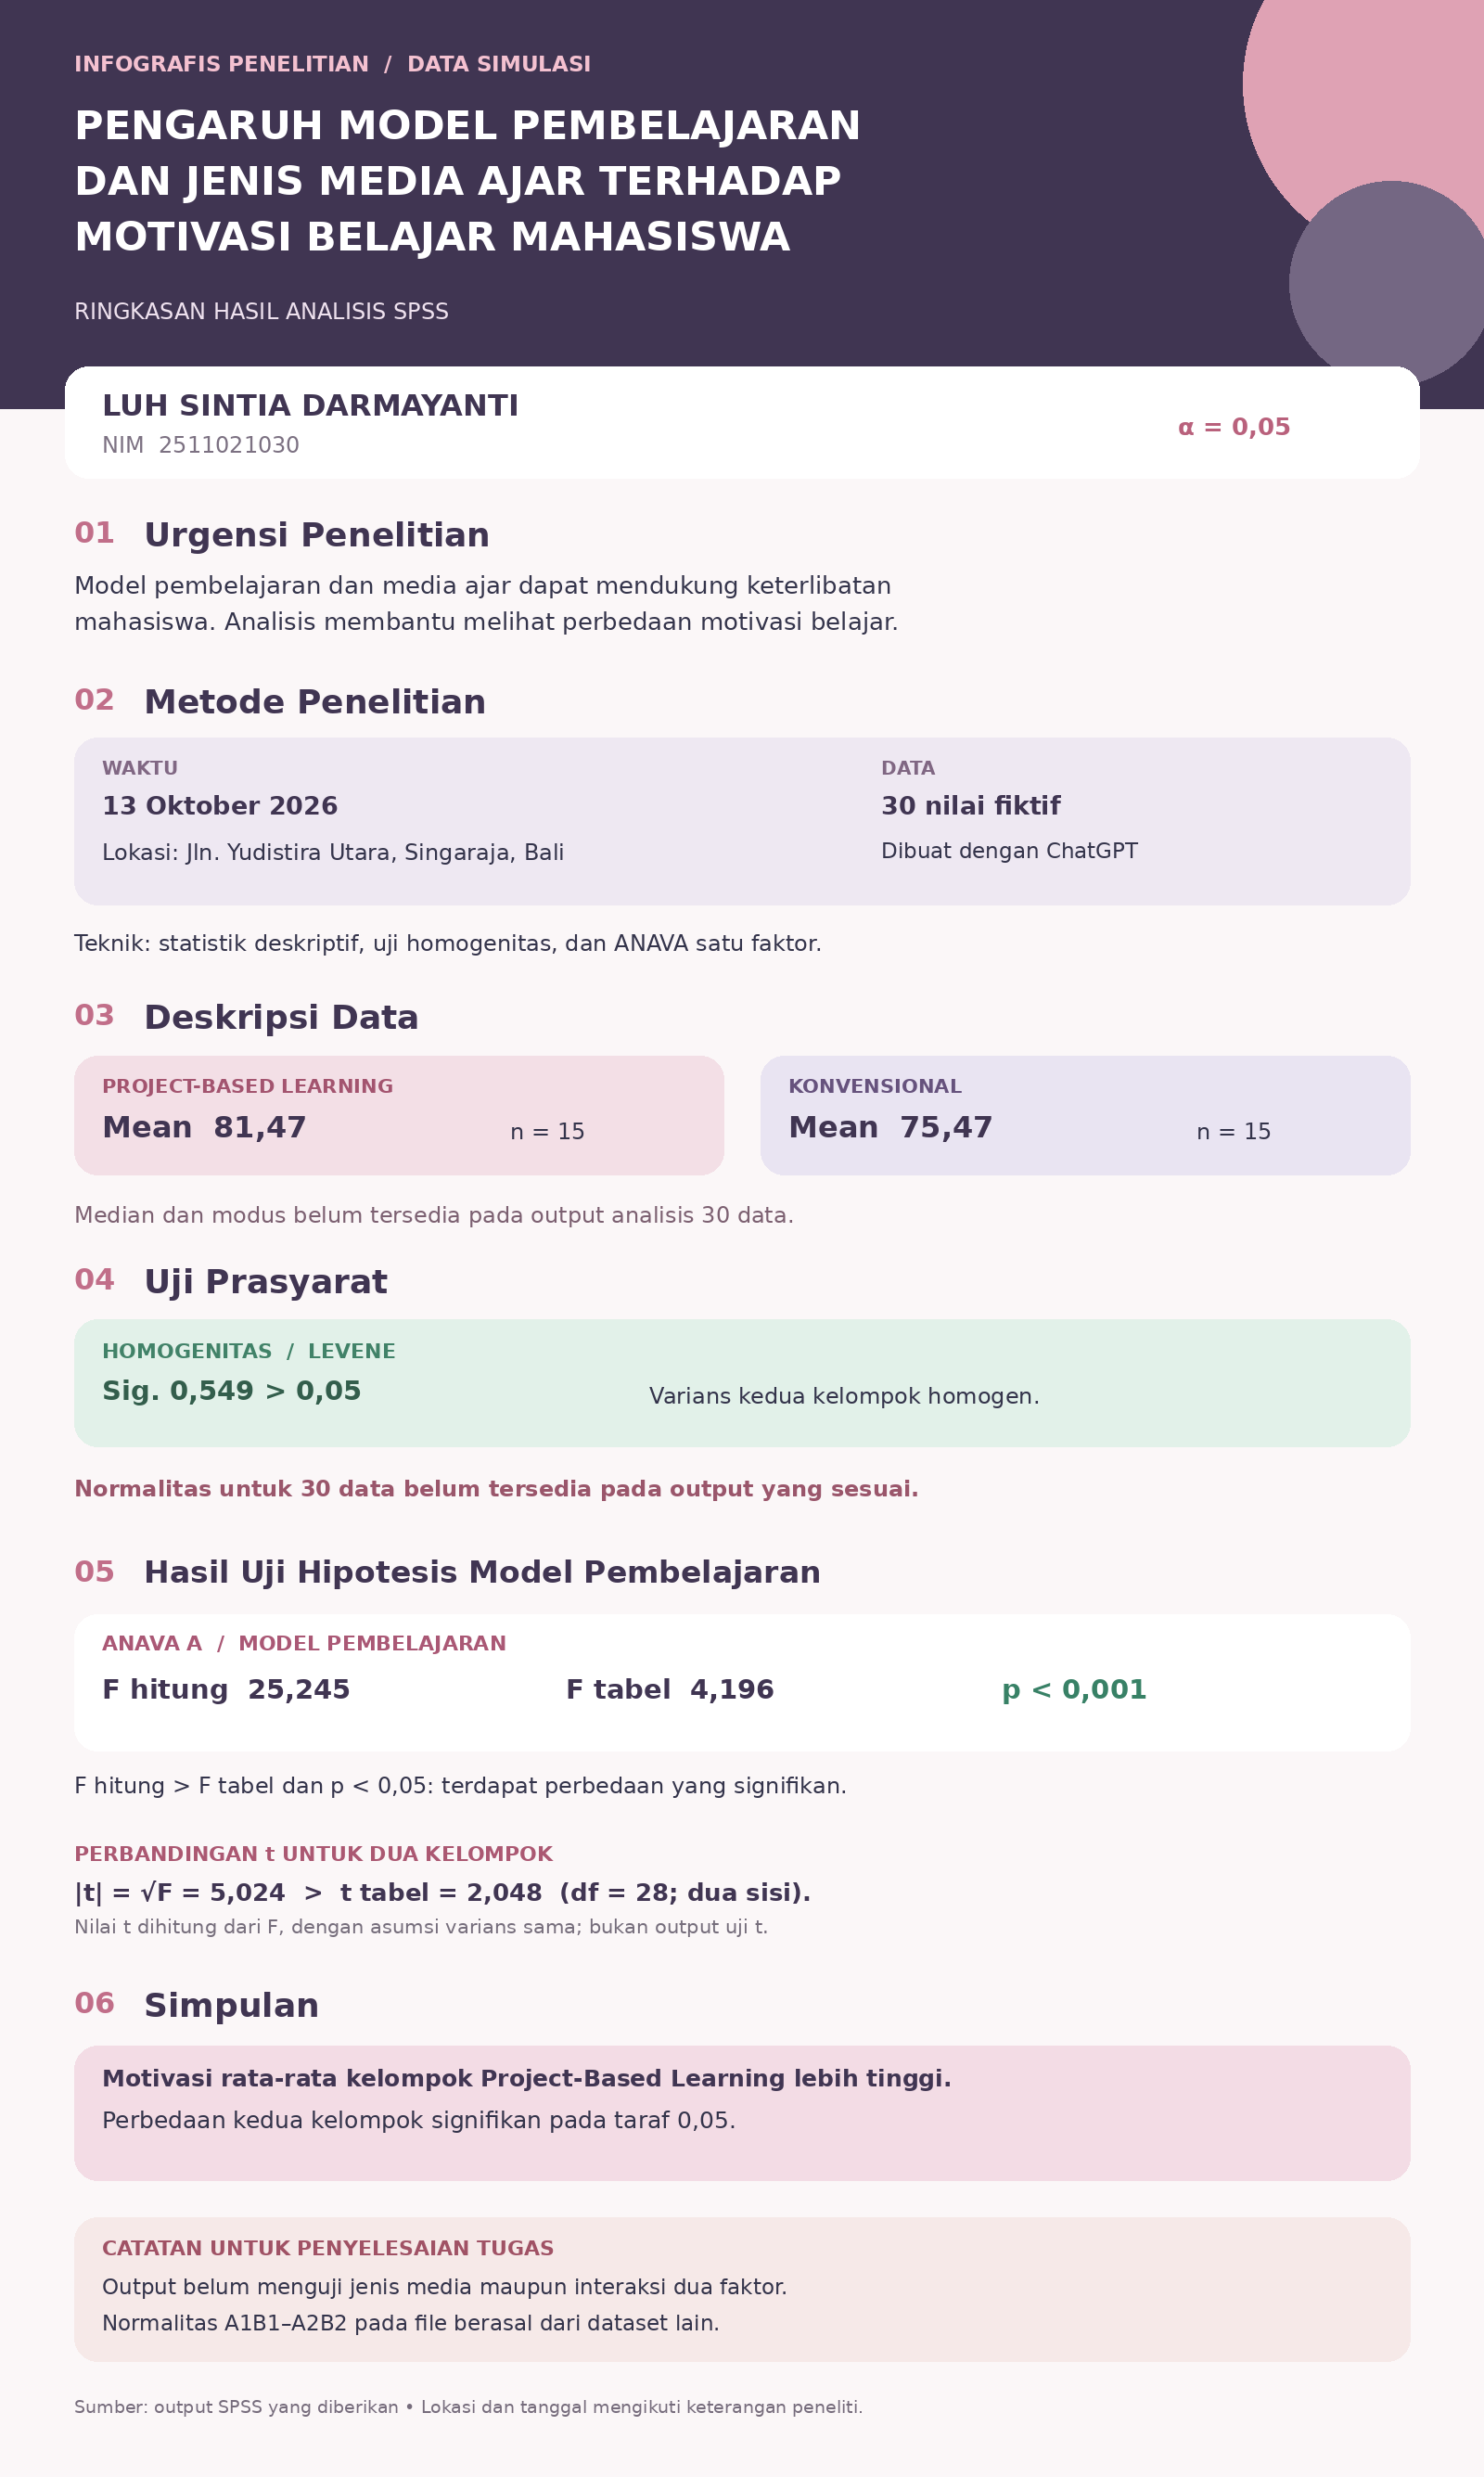 INFOGRAFIS PENELITIAN / DATA SIMULASI
PENGARUH MODEL PEMBELAJARAN
DAN JENIS MEDIA AJAR TERHADAP
MOTIVASI BELAJAR MAHASISWA
RINGKASAN HASIL ANALISIS SPSS
LUH SINTIA DARMAYANTI
NIM 2511021030
α = 0,05
01 Urgensi Penelitian
Model pembelajaran dan media ajar dapat mendukung keterlibatan
mahasiswa. Analisis membantu melihat perbedaan motivasi belajar.
02 Metode Penelitian
WAKTU
13 Oktober 2026
Lokasi: Jln. Yudistira Utara, Singaraja, Bali
DATA
30 nilai fiktif
Dibuat dengan ChatGPT
Teknik: statistik deskriptif, uji homogenitas, dan ANAVA satu faktor.
03 Deskripsi Data
PROJECT-BASED LEARNING
Mean 81,47 n = 15
KONVENSIONAL
Mean 75,47 n = 15
Median dan modus belum tersedia pada output analisis 30 data.
04 Uji Prasyarat
HOMOGENITAS / LEVENE
Sig. 0,549 > 0,05 Varians kedua kelompok homogen.
Normalitas untuk 30 data belum tersedia pada output yang sesuai.
05 Hasil Uji Hipotesis Model Pembelajaran
ANAVA A / MODEL PEMBELAJARAN
F hitung 25,245 F tabel 4,196 p < 0,001
F hitung > F tabel dan p < 0,05: terdapat perbedaan yang signifikan.
PERBANDINGAN t UNTUK DUA KELOMPOK
|t| = √F = 5,024 > t tabel = 2,048 (df = 28; dua sisi).
Nilai t dihitung dari F, dengan asumsi varians sama; bukan output uji t.
06 Simpulan
Motivasi rata-rata kelompok Project-Based Learning lebih tinggi.
Perbedaan kedua kelompok signifikan pada taraf 0,05.
CATATAN UNTUK PENYELESAIAN TUGAS
Output belum menguji jenis media maupun interaksi dua faktor.
Normalitas A1B1–A2B2 pada file berasal dari dataset lain.
Sumber: output SPSS yang diberikan • Lokasi dan tanggal mengikuti keterangan peneliti.